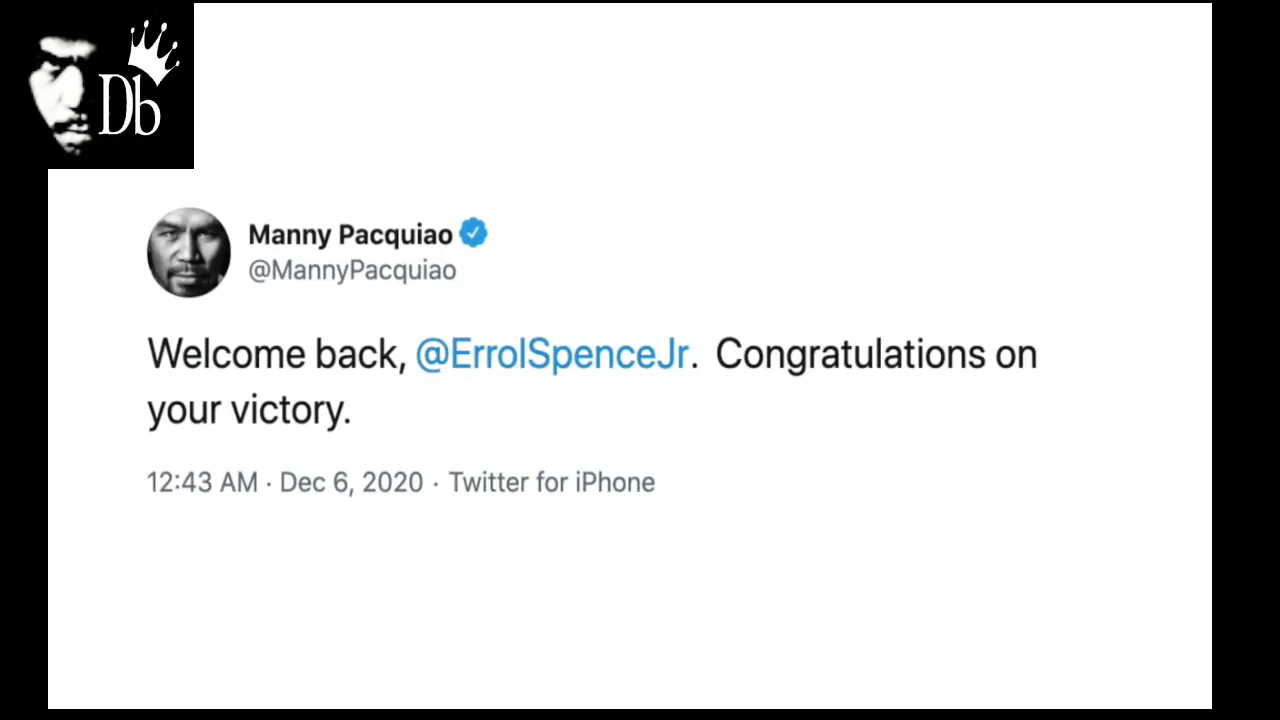 Db
Manny Pacquiao
@MannyPacquiao
Welcome back, @ErrolSpenceJr.  Congratulations on
your victory.
12:43 AM · Dec 6, 2020 · Twitter for iPhone